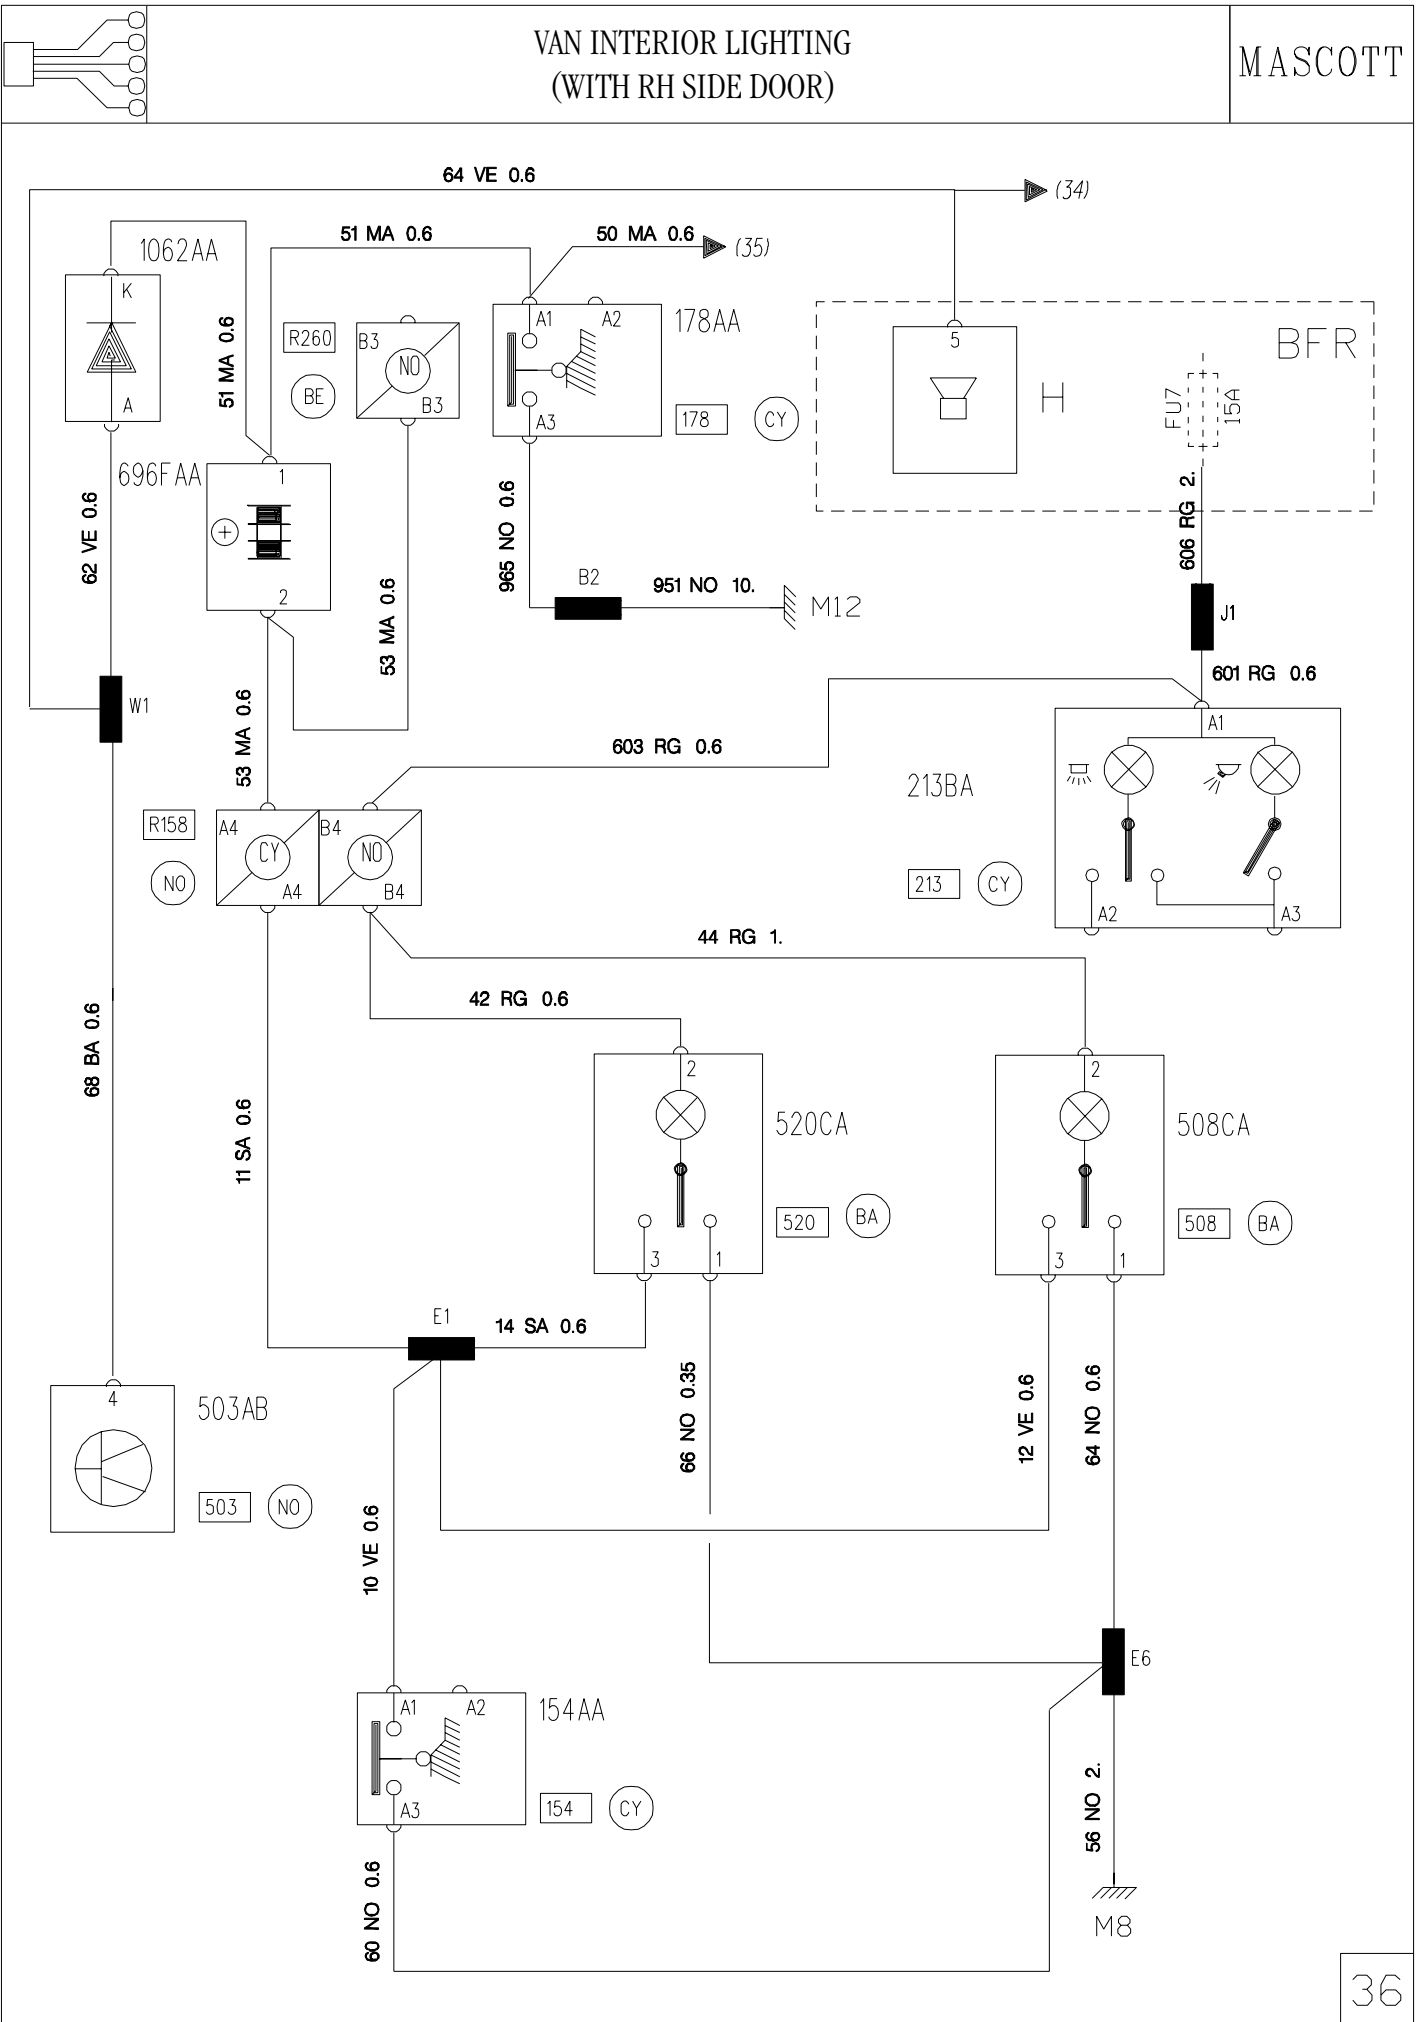 VAN INTERIOR LIGHTING
(WITH RH SIDE DOOR)
MASCOTT
64 VE 0.6
(34)
1062AA
K
A
51 MA 0.6
51 MA 0.6
50 MA 0.6
(35)
R260
BE
B3
NO
B3
A1
A2
A3
178AA
178
CY
5
H
BFR
FU7
15A
696FAA
1
2
+
62 VE 0.6
53 MA 0.6
965 NO 0.6
B2
951 NO 10.
M12
606 RG 2.
J1
601 RG 0.6
W1
53 MA 0.6
603 RG 0.6
A1
213BA
213
CY
A2
A3
R158
NO
A4
CY
A4
B4
NO
B4
44 RG 1.
42 RG 0.6
68 BA 0.6
11 SA 0.6
2
520CA
520
BA
3
1
2
508CA
508
BA
3
1
E1
14 SA 0.6
66 NO 0.35
12 VE 0.6
64 NO 0.6
4
503AB
503
NO
10 VE 0.6
E6
A1
A2
A3
154AA
154
CY
56 NO 2.
60 NO 0.6
M8
36